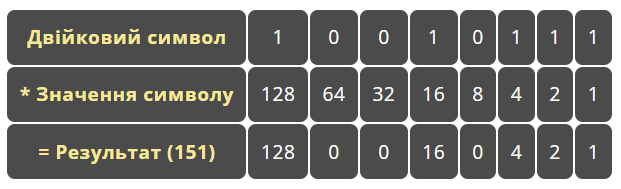 Двійковий символ 1 0 0 1 0 1 1 1
* Значення символу 128 64 32 16 8 4 2 1
= Результат (151) 128 0 0 16 0 4 2 1